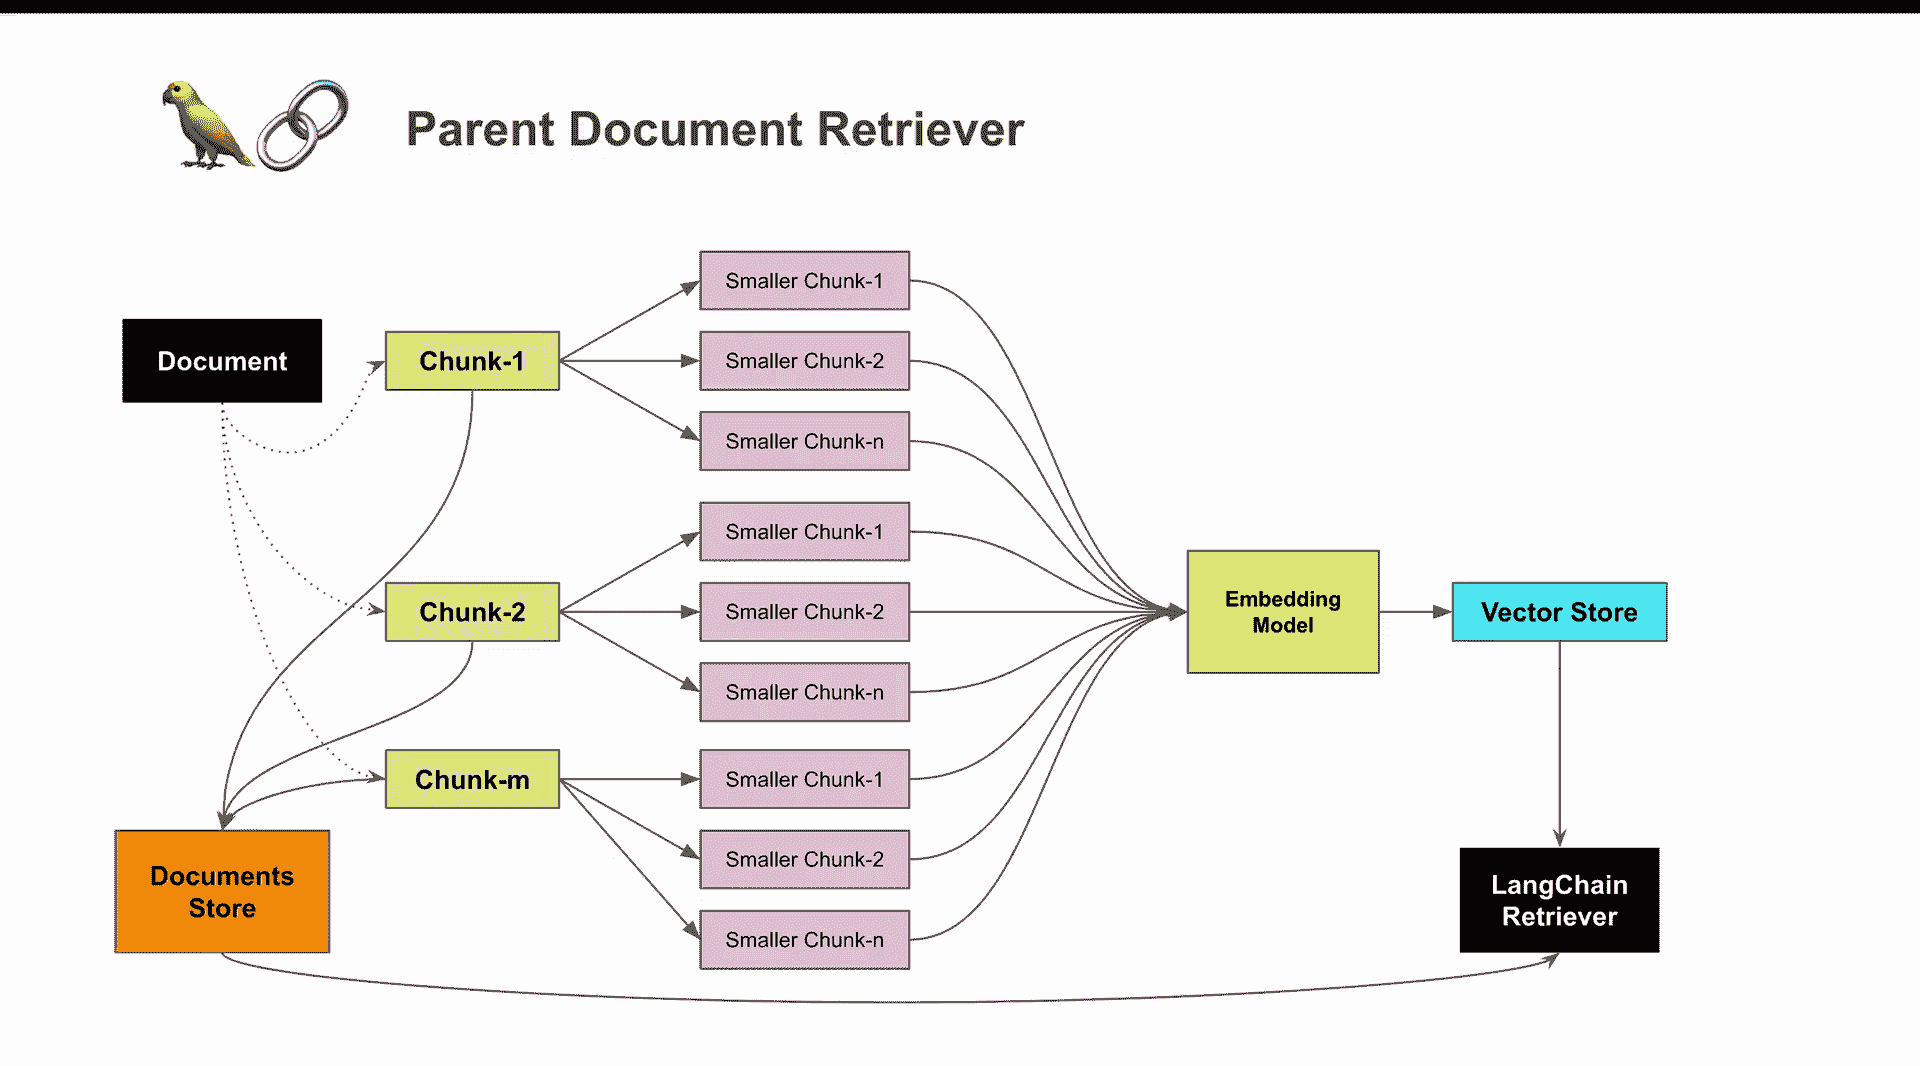 Parent Document Retriever
Document
Chunk-1
Smaller Chunk-1
Smaller Chunk-2
Smaller Chunk-n
Chunk-2
Smaller Chunk-1
Smaller Chunk-2
Smaller Chunk-n
Chunk-m
Smaller Chunk-1
Smaller Chunk-2
Smaller Chunk-n
Embedding
Model
Vector Store
Documents
Store
LangChain
Retriever